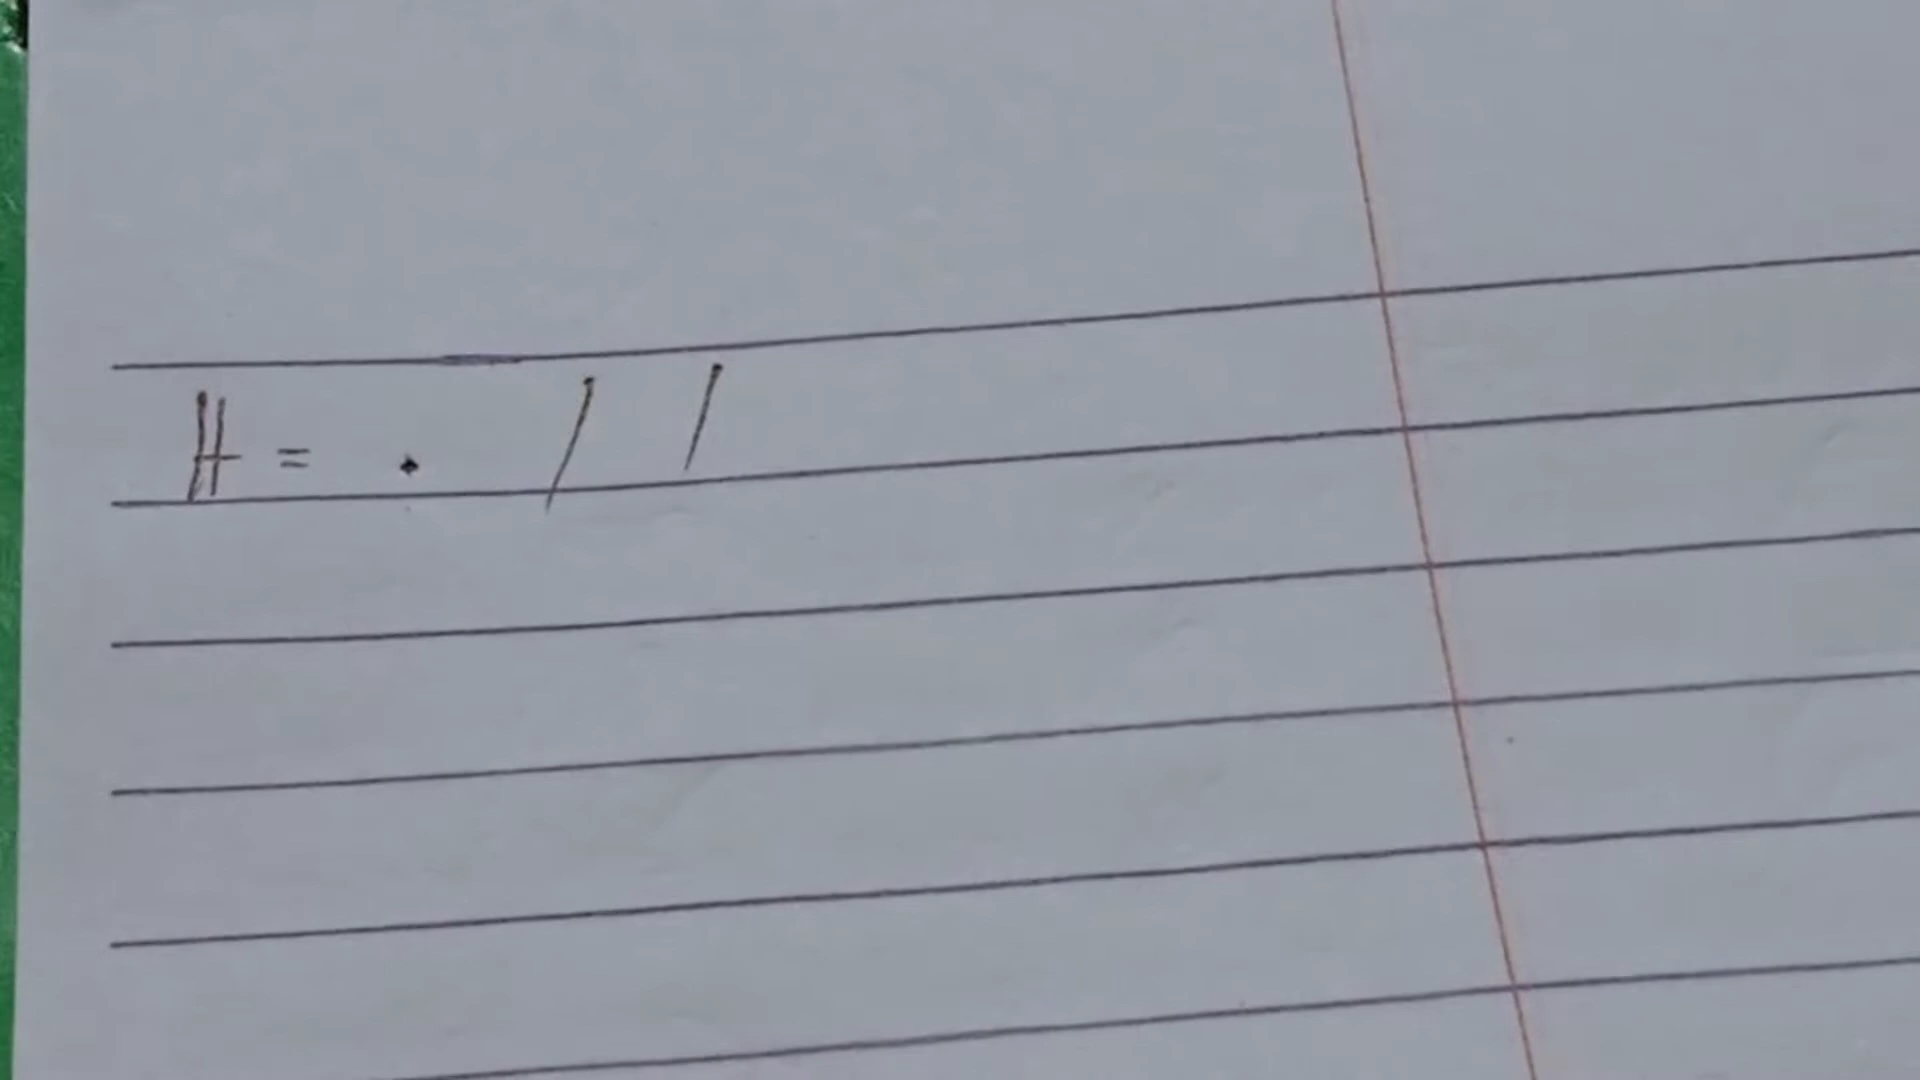 H = . / /